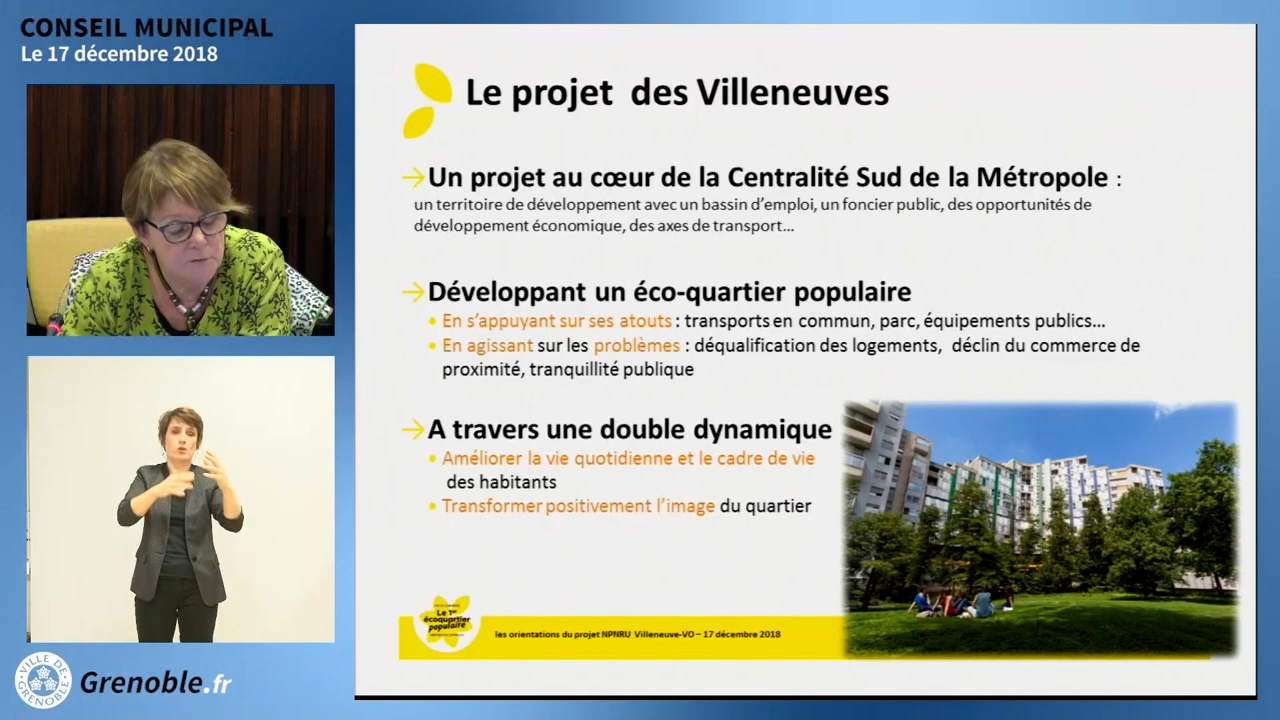 CONSEIL MUNICIPAL
Le 17 décembre 2018
Le projet des Villeneuves
→Un projet au cœur de la Centralité Sud de la Métropole :
un territoire de développement avec un bassin d’emploi, un foncier public, des opportunités de
développement économique, des axes de transport…
→Développant un éco-quartier populaire
• En s’appuyant sur ses atouts : transports en commun, parc, équipements publics…
• En agissant sur les problèmes : déqualification des logements, déclin du commerce de
proximité, tranquillité publique
→A travers une double dynamique
• Améliorer la vie quotidienne et le cadre de vie
des habitants
• Transformer positivement l’image du quartier
Le 1er
écoquartier
populaire
les orientations du projet NPNRU Villeneuve-VO – 17 décembre 2018
VILLE DE
GRENOBLE
Grenoble.fr